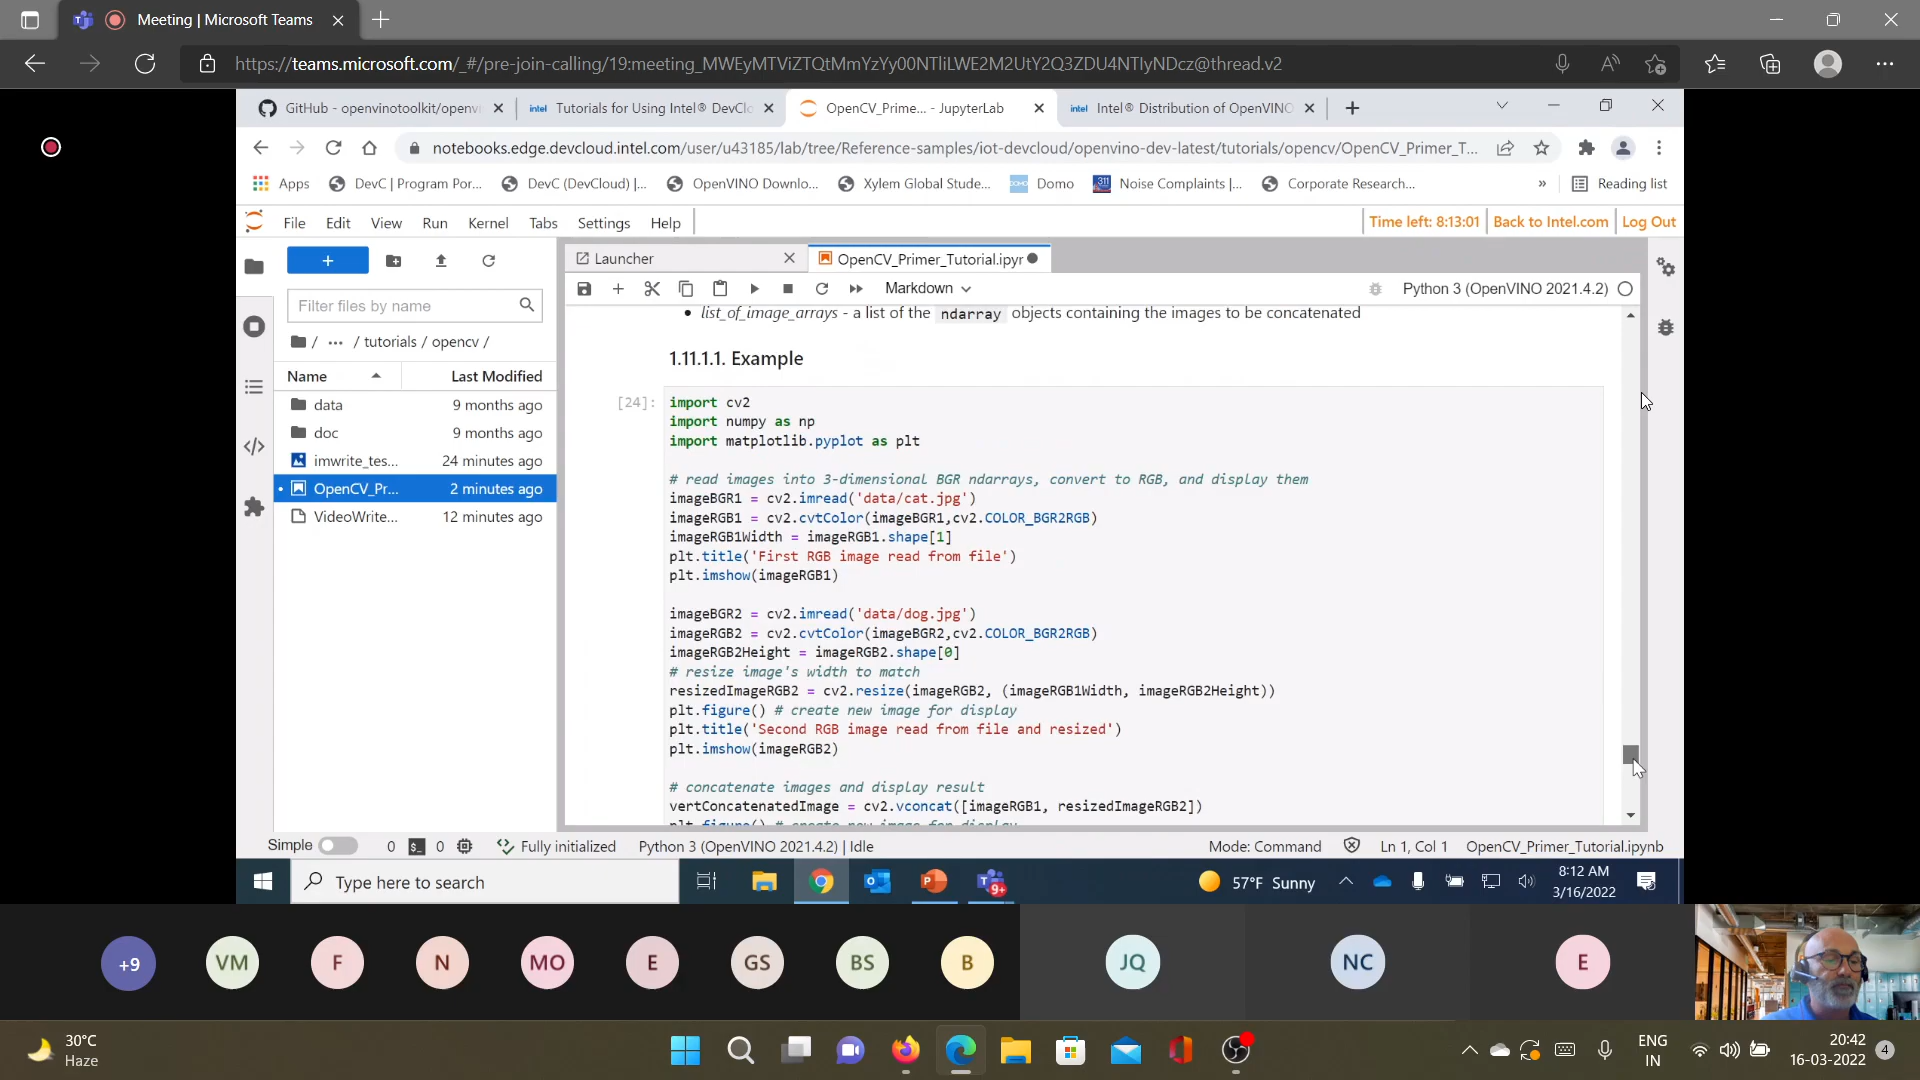 Meeting | Microsoft Teams
https://teams.microsoft.com/_#/pre-join-calling/19:meeting_MWEyMTViZTQtMmYzYy00NTliLWE2M2UtY2Q3ZDU4NTIyNDcz@thread.v2
GitHub - openvinotoolkit/openvi
intel Tutorials for Using Intel® DevClo
OpenCV_Prime... - JupyterLab
intel Intel® Distribution of OpenVINO
notebooks.edge.devcloud.intel.com/user/u43185/lab/tree/Reference-samples/iot-devcloud/openvino-dev-latest/tutorials/opencv/OpenCV_Primer_T...
Apps DevC | Program Por... DevC (DevCloud) |... OpenVINO Downlo... Xylem Global Stude... Domo 311 Noise Complaints |... Corporate Research... » Reading list
File Edit View Run Kernel Tabs Settings Help
Time left: 8:13:01 Back to Intel.com Log Out
Launcher
OpenCV_Primer_Tutorial.ipyr
Filter files by name
Markdown
Python 3 (OpenVINO 2021.4.2)
/ ... / tutorials / opencv /
Name Last Modified
data 9 months ago
doc 9 months ago
imwrite_tes... 24 minutes ago
OpenCV_Pr... 2 minutes ago
VideoWrite... 12 minutes ago
• list_of_image_arrays - a list of the ndarray objects containing the images to be concatenated
1.11.1.1. Example
[24]:
import cv2
import numpy as np
import matplotlib.pyplot as plt
# read images into 3-dimensional BGR ndarrays, convert to RGB, and display them
imageBGR1 = cv2.imread('data/cat.jpg')
imageRGB1 = cv2.cvtColor(imageBGR1,cv2.COLOR_BGR2RGB)
imageRGB1Width = imageRGB1.shape[1]
plt.title('First RGB image read from file')
plt.imshow(imageRGB1)
imageBGR2 = cv2.imread('data/dog.jpg')
imageRGB2 = cv2.cvtColor(imageBGR2,cv2.COLOR_BGR2RGB)
imageRGB2Height = imageRGB2.shape[0]
# resize image's width to match
resizedImageRGB2 = cv2.resize(imageRGB2, (imageRGB1Width, imageRGB2Height))
plt.figure() # create new image for display
plt.title('Second RGB image read from file and resized')
plt.imshow(imageRGB2)
# concatenate images and display result
vertConcatenatedImage = cv2.vconcat([imageRGB1, resizedImageRGB2])
plt.figure() # create new image for display
Simple 0 0 Fully initialized Python 3 (OpenVINO 2021.4.2) | Idle
Mode: Command Ln 1, Col 1 OpenCV_Primer_Tutorial.ipynb
Type here to search
9+
57°F Sunny
8:12 AM
3/16/2022
+9 VM F N MO E GS BS B JQ NC E
30°C
Haze
ENG
IN
20:42
16-03-2022
4